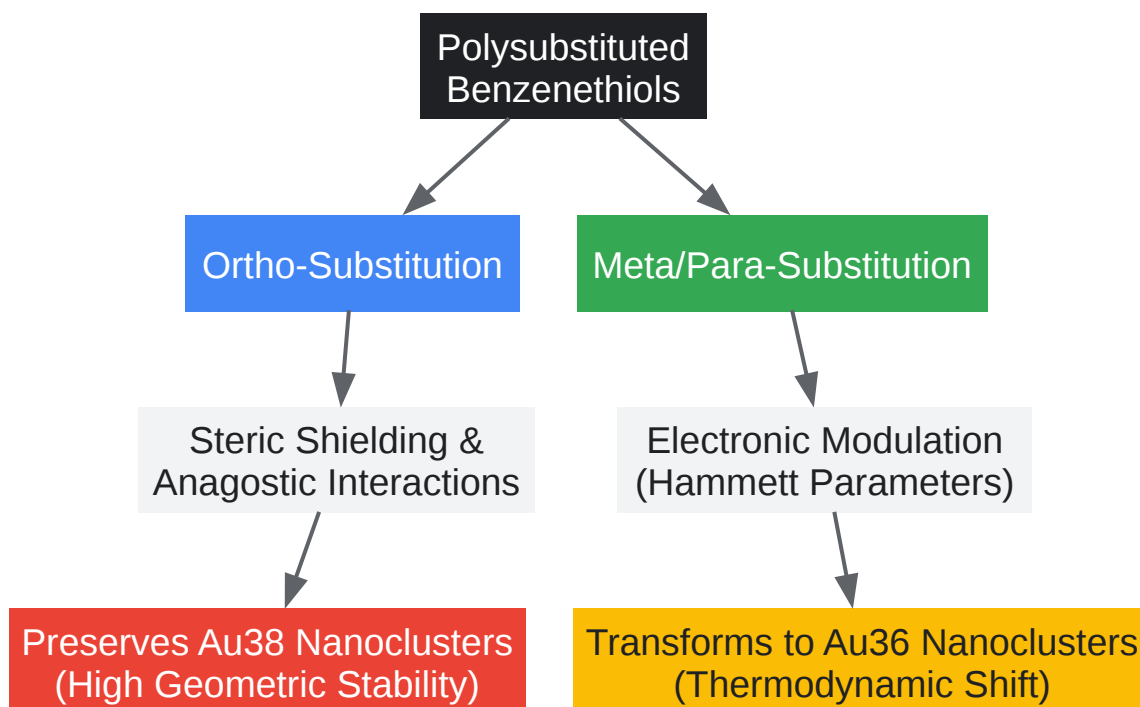 Polysubstituted
Benzenethiols
Ortho-Substitution
Meta/Para-Substitution
Steric Shielding &
Anagostic Interactions
Electronic Modulation
(Hammett Parameters)
Preserves Au38 Nanoclusters
(High Geometric Stability)
Transforms to Au36 Nanoclusters
(Thermodynamic Shift)